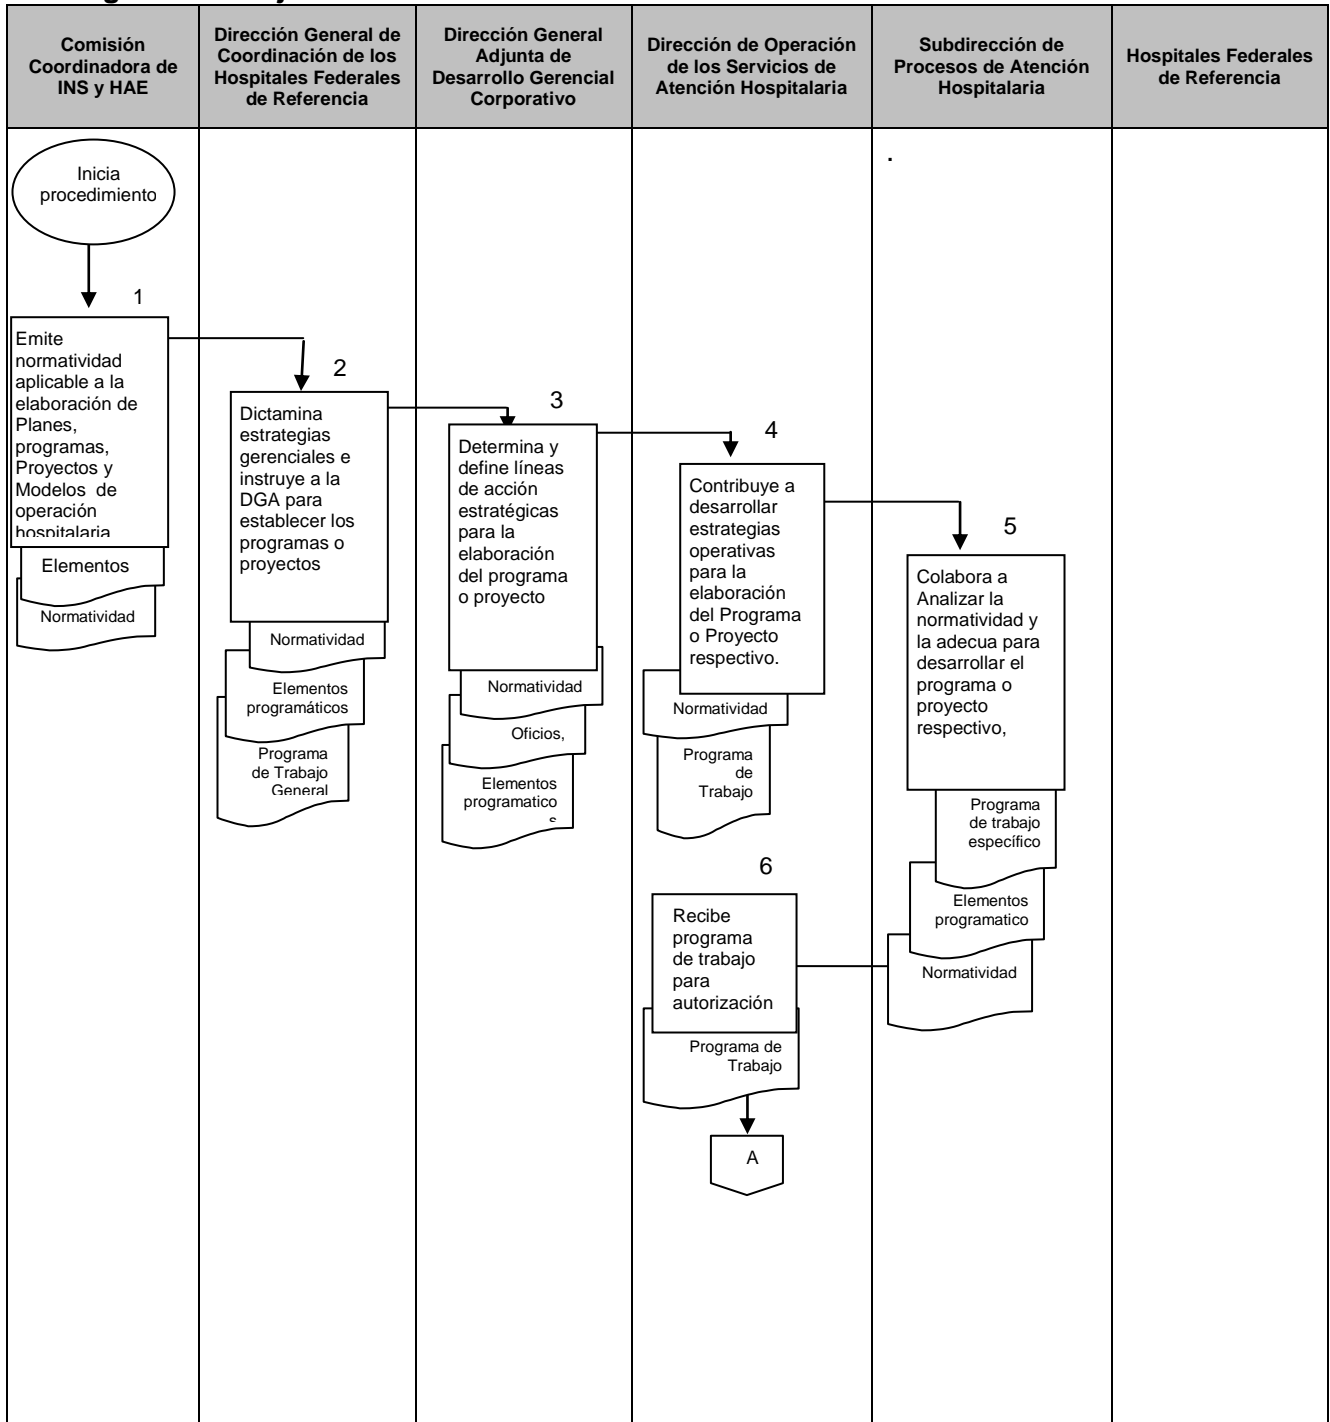 Comisión
Coordinadora de
INS y HAE
Dirección General de
Coordinación de los
Hospitales Federales
de Referencia
Dirección General
Adjunta de
Desarrollo Gerencial
Corporativo
Dirección de Operación
de los Servicios de
Atención Hospitalaria
Subdirección de
Procesos de Atención
Hospitalaria
Hospitales Federales
de Referencia
Inicia
procedimiento
.
1
Emite
normatividad
aplicable a la
elaboración de
Planes,
programas,
Proyectos y
Modelos de
operación
hospitalaria
Elementos
Normatividad
2
Dictamina
estrategias
gerenciales e
instruye a la
DGA para
establecer los
programas o
proyectos
Normatividad
Elementos
programáticos
Programa
de Trabajo
General
3
Determina y
define líneas
de acción
estratégicas
para la
elaboración
del programa
o proyecto
Normatividad
Oficios,
Elementos
programatico
s
4
Contribuye a
desarrollar
estrategias
operativas
para la
elaboración
del Programa
o Proyecto
respectivo.
Normatividad
Programa
de
Trabajo
5
Colabora a
Analizar la
normatividad y
la adecua para
desarrollar el
programa o
proyecto
respectivo,
Programa
de trabajo
específico
Elementos
programatico
Normatividad
6
Recibe
programa
de trabajo
para
autorización
Programa de
Trabajo
A